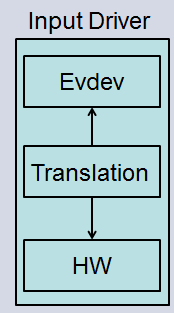 Input Driver
Evdev
Translation
HW